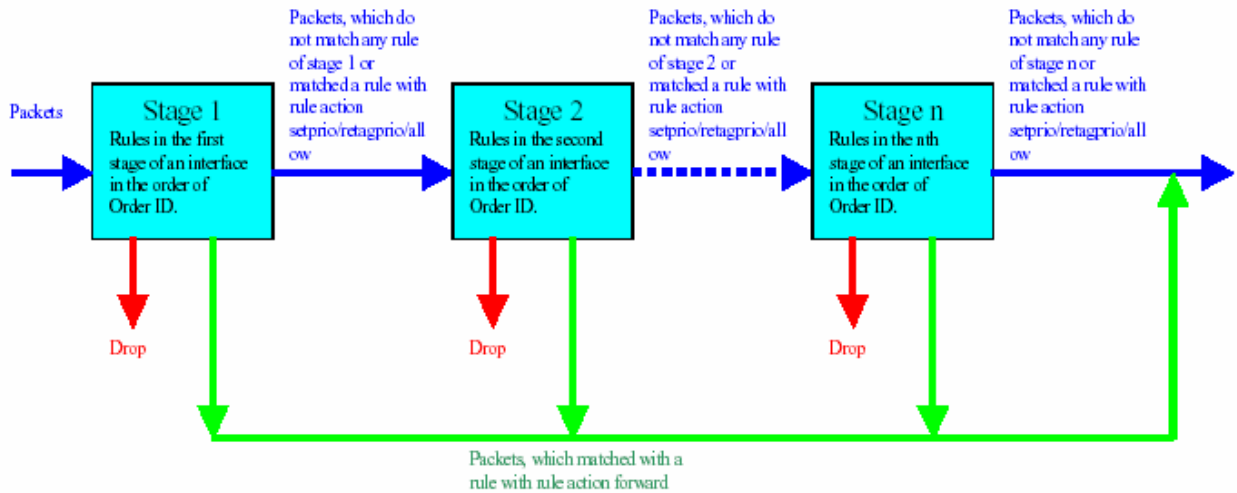 Packets
Stage 1
Rules in the first
stage of an interface
in the order of
Order ID.
Packets, which do
not match any rule
of stage 1 or
matched a rule with
rule action
setprio/retagprio/all
ow
Stage 2
Rules in the second
stage of an interface
in the order of
Order ID.
Packets, which do
not match any rule
of stage 2 or
matched a rule with
rule action
setprio/retagprio/all
ow
Stage n
Rules in the nth
stage of an interface
in the order of
Order ID.
Packets, which do
not match any rule
of stage n or
matched a rule with
rule action
setprio/retagprio/all
ow
Drop
Drop
Drop
Packets, which matched with a
rule with rule action forward